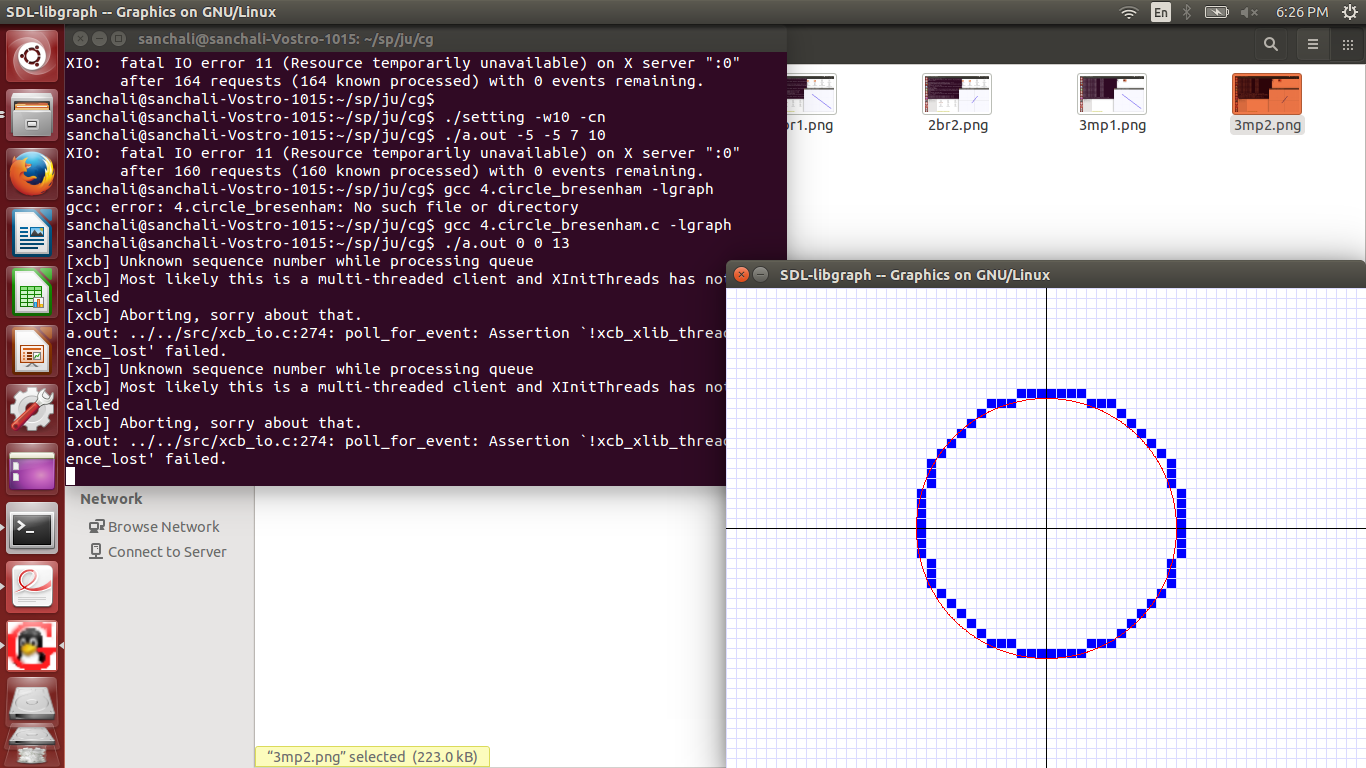 SDL-libgraph -- Graphics on GNU/Linux
En
6:26 PM
sanchali@sanchali-Vostro-1015: ~/sp/ju/cg
XIO:  fatal IO error 11 (Resource temporarily unavailable) on X server ":0"
      after 164 requests (164 known processed) with 0 events remaining.
sanchali@sanchali-Vostro-1015:~/sp/ju/cg$
sanchali@sanchali-Vostro-1015:~/sp/ju/cg$ ./setting -w10 -cn
sanchali@sanchali-Vostro-1015:~/sp/ju/cg$ ./a.out -5 -5 7 10
XIO:  fatal IO error 11 (Resource temporarily unavailable) on X server ":0"
      after 160 requests (160 known processed) with 0 events remaining.
sanchali@sanchali-Vostro-1015:~/sp/ju/cg$ gcc 4.circle_bresenham -lgraph
gcc: error: 4.circle_bresenham: No such file or directory
sanchali@sanchali-Vostro-1015:~/sp/ju/cg$ gcc 4.circle_bresenham.c -lgraph
sanchali@sanchali-Vostro-1015:~/sp/ju/cg$ ./a.out 0 0 13
[xcb] Unknown sequence number while processing queue
[xcb] Most likely this is a multi-threaded client and XInitThreads has not
called
[xcb] Aborting, sorry about that.
a.out: ../../src/xcb_io.c:274: poll_for_event: Assertion `!xcb_xlib_threa
ence_lost' failed.
[xcb] Unknown sequence number while processing queue
[xcb] Most likely this is a multi-threaded client and XInitThreads has not
called
[xcb] Aborting, sorry about that.
a.out: ../../src/xcb_io.c:274: poll_for_event: Assertion `!xcb_xlib_threa
ence_lost' failed.
r1.png
2br2.png
3mp1.png
3mp2.png
SDL-libgraph -- Graphics on GNU/Linux
Network
Browse Network
Connect to Server
“3mp2.png” selected (223.0 kB)